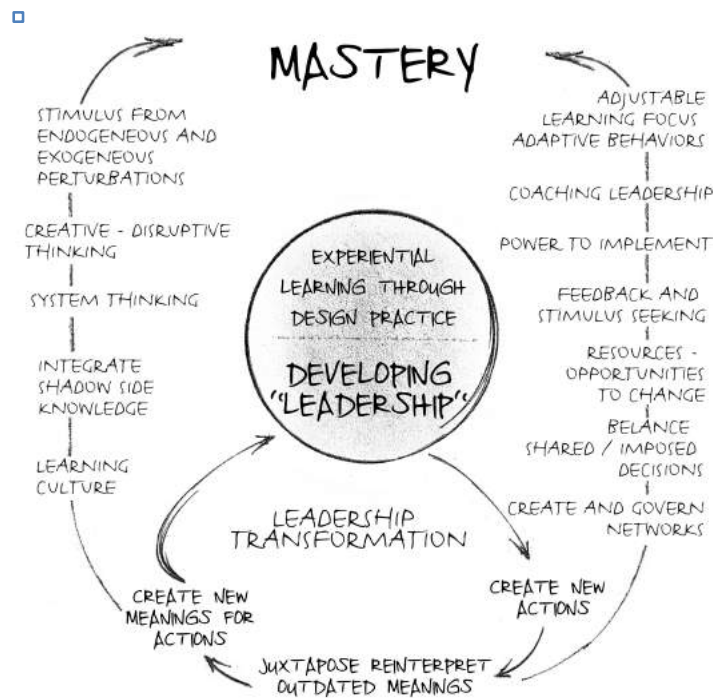 MASTERY
STIMULUS FROM
ENDOGENEOUS AND
EXOGENEOUS
PERTURBATIONS
CREATIVE - DISRUPTIVE
THINKING
SYSTEM THINKING
INTEGRATE
SHADOW SIDE
KNOWLEDGE
LEARNING
CULTURE
EXPERIENTIAL
LEARNING THROUGH
DESIGN PRACTICE
DEVELOPING
"LEADERSHIP"
ADJUSTABLE
LEARNING FOCUS
ADAPTIVE BEHAVIORS
COACHING LEADERSHIP
POWER TO IMPLEMENT
FEEDBACK AND
STIMULUS SEEKING
RESOURCES -
OPPORTUNITIES
TO CHANGE
BELANCE
SHARED / IMPOSED
DECISIONS
CREATE AND GOVERN
NETWORKS
LEADERSHIP
TRANSFORMATION
CREATE NEW
ACTIONS
JUXTAPOSE REINTERPRET
OUTDATED MEANINGS
CREATE NEW
MEANINGS FOR
ACTIONS